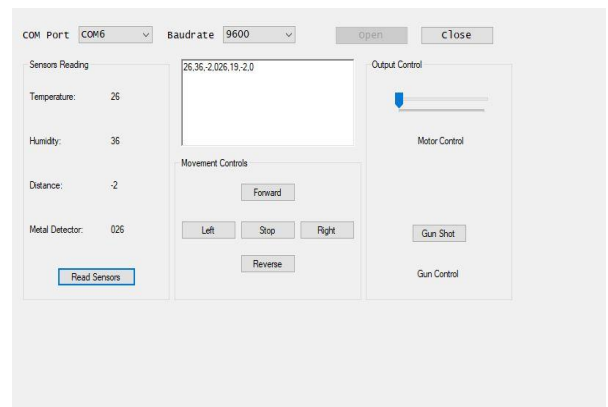 COM Port COM6 Baudrate 9600 Open Close
Sensors Reading
Temperature: 26
Humidity: 36
Distance: -2
Metal Detector: 026
Read Sensors
26,36,-2,026,19,-2,0
Movement Controls
Forward
Left Stop Right
Reverse
Output Control
Motor Control
Gun Shot
Gun Control